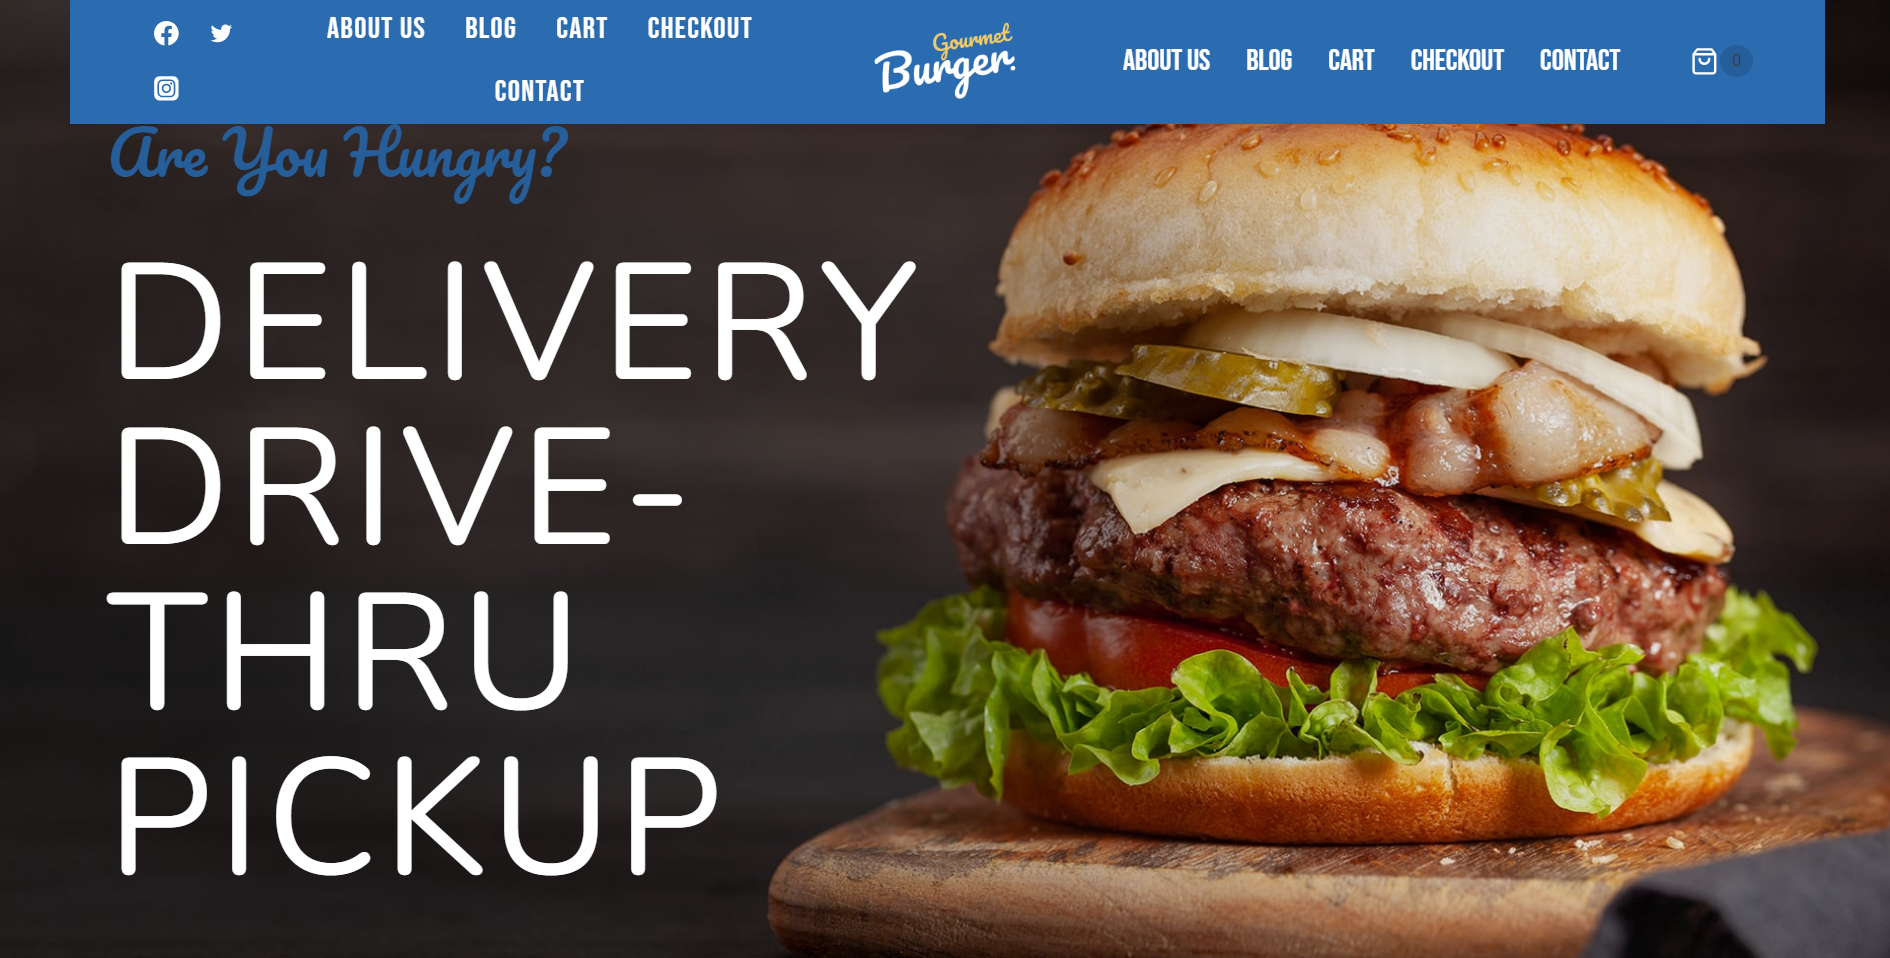 ABOUT US BLOG CART CHECKOUT
CONTACT
Gourmet
Burger
ABOUT US BLOG CART CHECKOUT CONTACT
0
Are You Hungry?
DELIVERY
DRIVE-
THRU
PICKUP